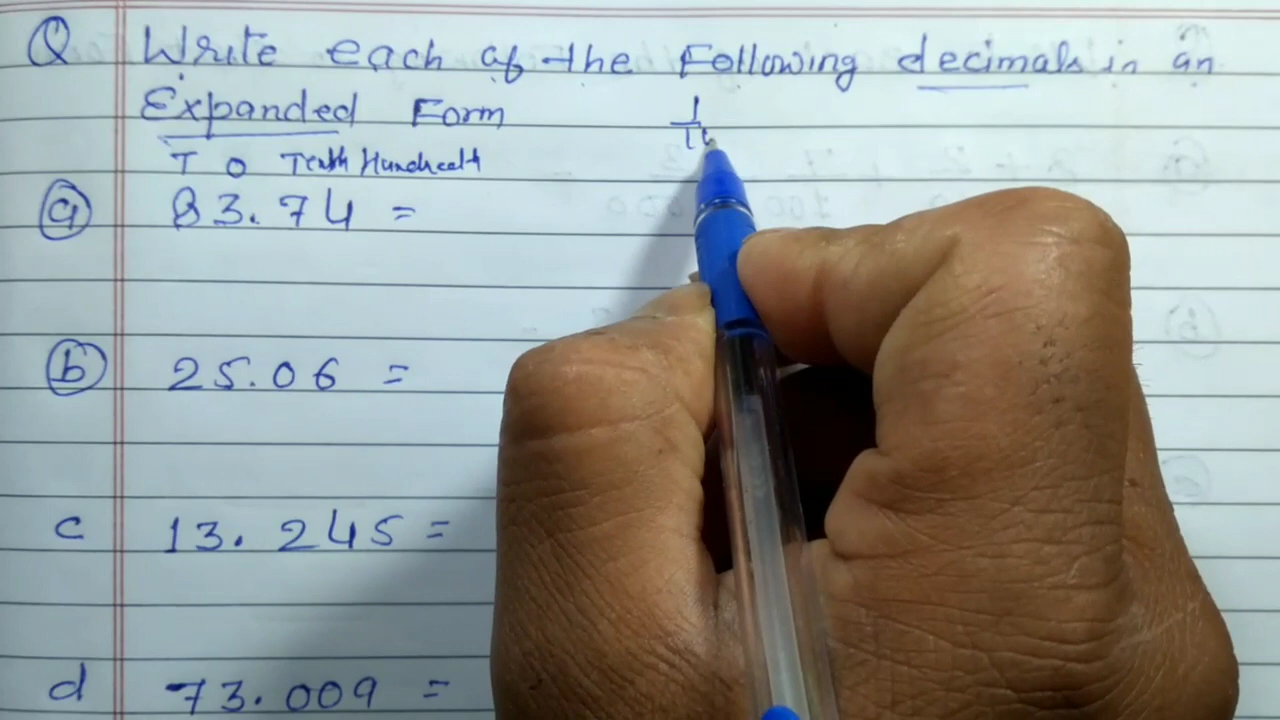 Q Write each of the Following decimals in an
Expanded Form
T O Tenth Hundredth
a 83.74 =
b 25.06 =
c 13.245 =
d 73.009 =